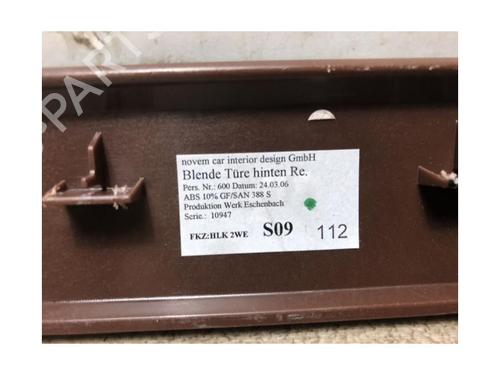 novem car interior design GmbH
Blende Türe hinten Re.
Pers. Nr.: 600 Datum: 24.03.06
ABS 10% GF/SAN 388 S
Produktion Werk Eschenbach
Serie.: 10947
FKZ:HLK 2WE S09 112